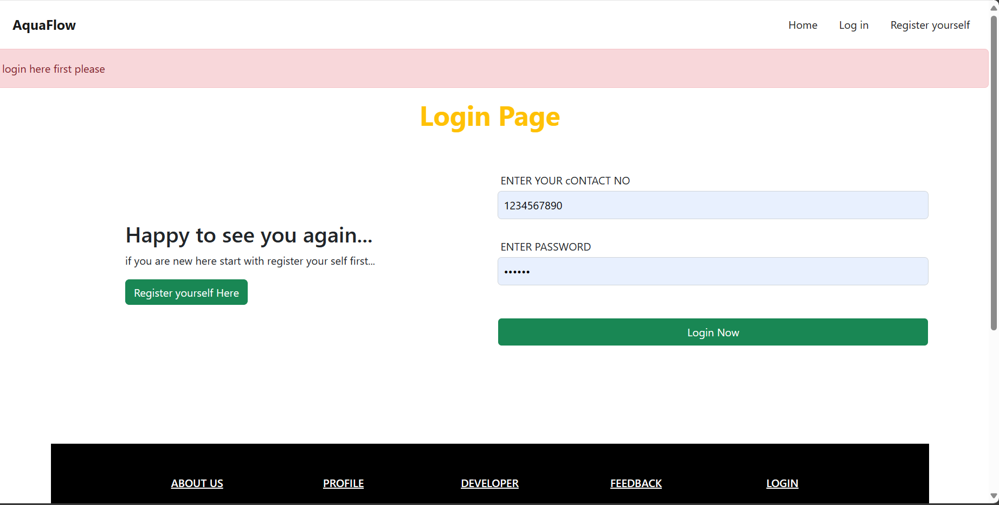 AquaFlow
Home Log in Register yourself
login here first please
Login Page
ENTER YOUR cONTACT NO
1234567890
Happy to see you again...
if you are new here start with register your self first...
Register yourself Here
ENTER PASSWORD
••••••
Login Now
ABOUT US PROFILE DEVELOPER FEEDBACK LOGIN